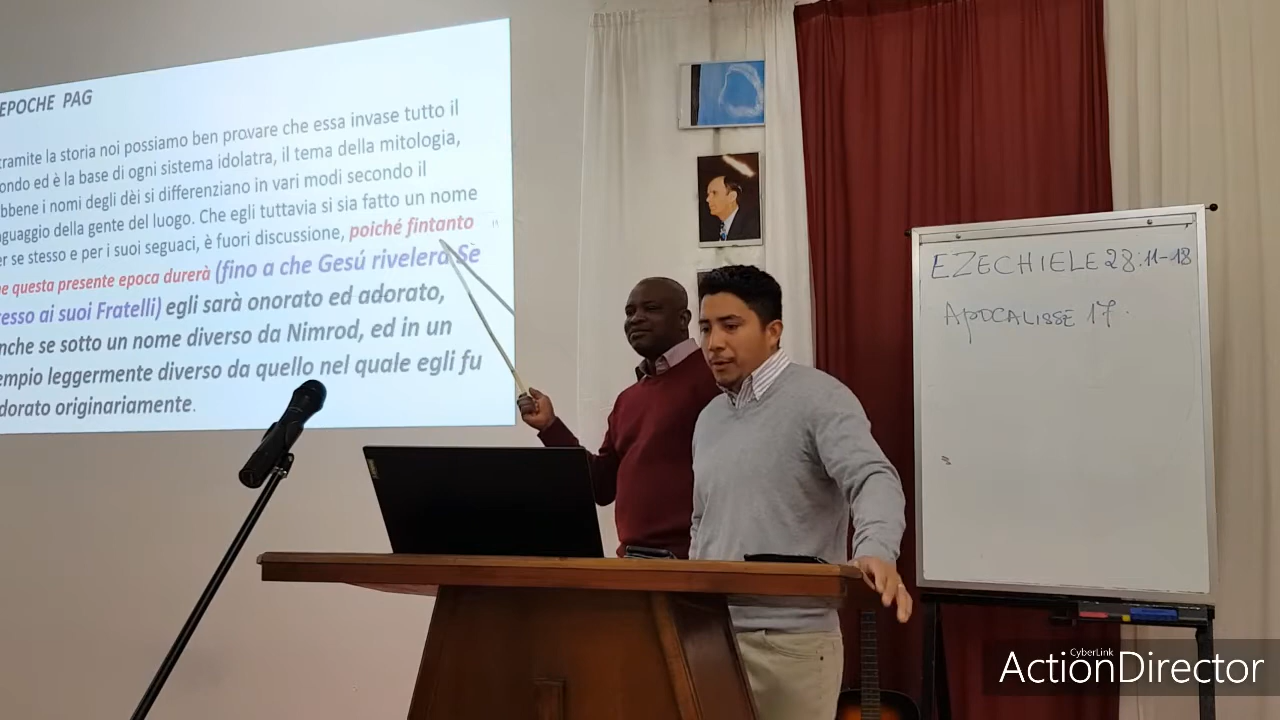 EPOCHE PAG
tramite la storia noi possiamo ben provare che essa invase tutto il
ondo ed è la base di ogni sistema idolatra, il tema della mitologia,
bbene i nomi degli dèi si differenziano in vari modi secondo il
guaggio della gente del luogo. Che egli tuttavia si sia fatto un nome
er se stesso e per i suoi seguaci, è fuori discussione, poiché fintanto
he questa presente epoca durerà (fino a che Gesú rivelerà Sè
esso ai suoi Fratelli) egli sarà onorato ed adorato,
nche se sotto un nome diverso da Nimrod, ed in un
empio leggermente diverso da quello nel quale egli fu
dorato originariamente.
EZECHIELE 28:11-18
APOCALISSE 17.
Lenovo
CyberLink
ActionDirector